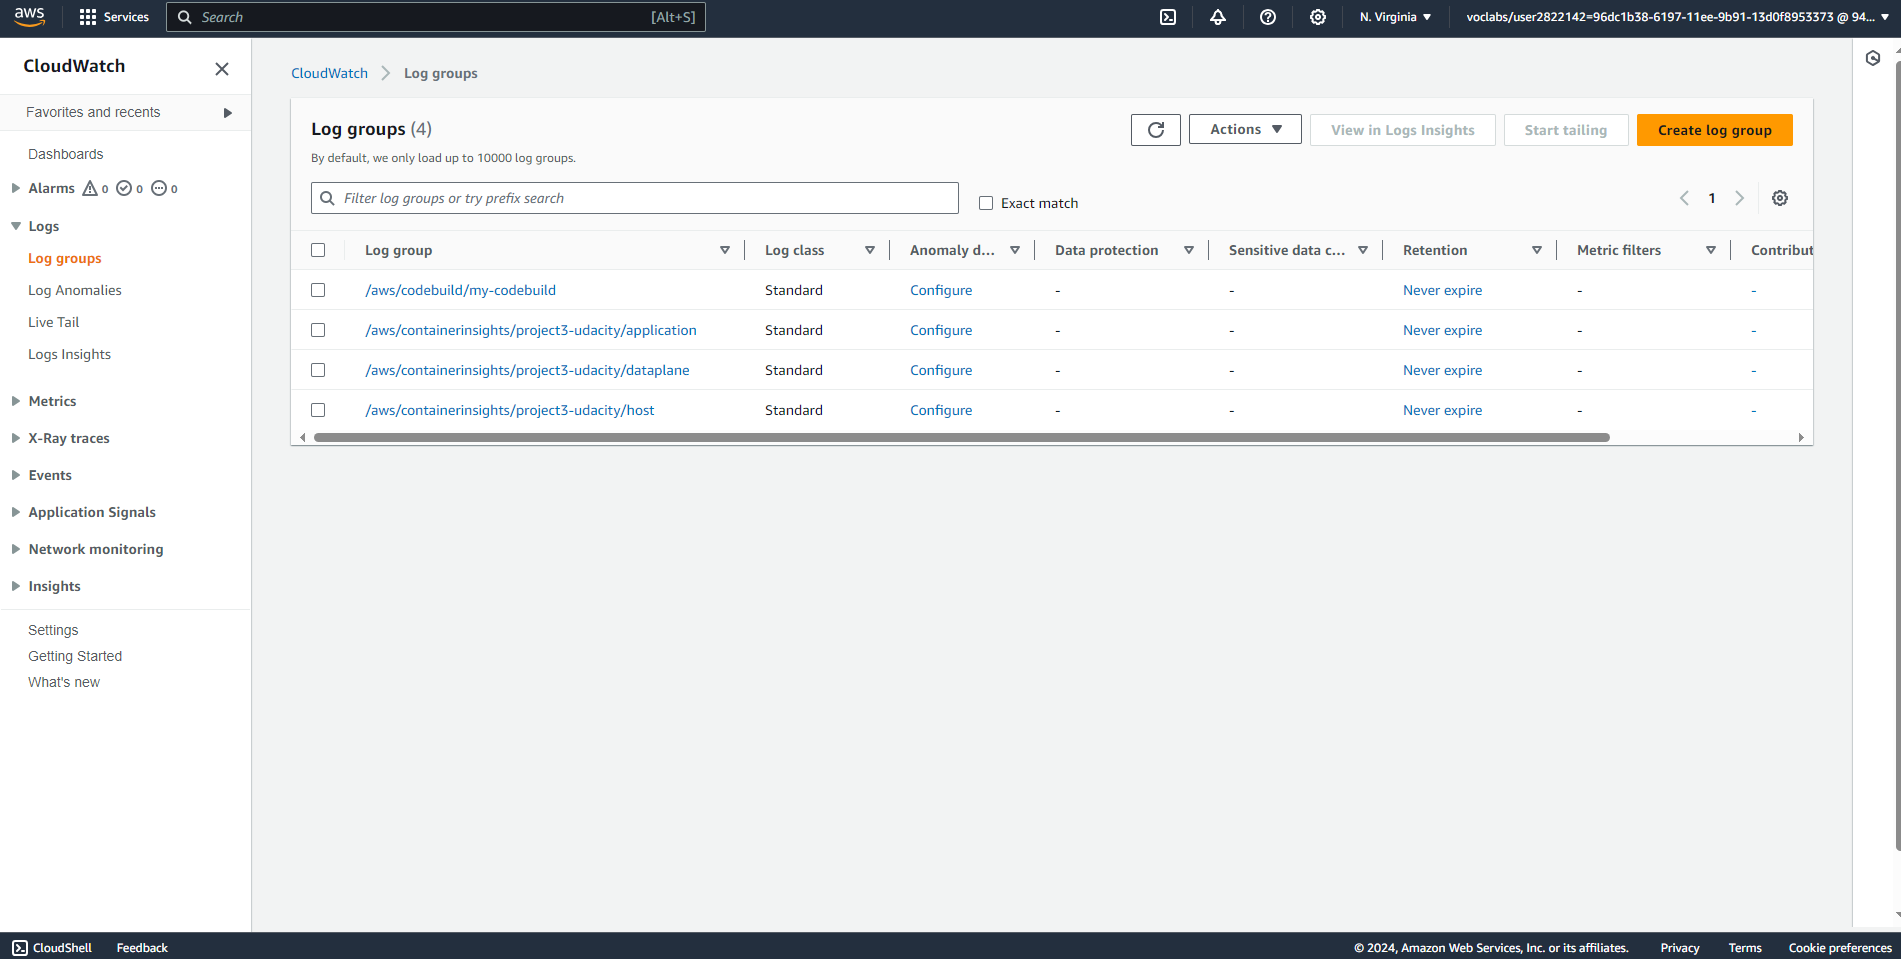 aws
Services
Search [Alt+S]
N. Virginia
voclabs/user2822142=96dc1b38-6197-11ee-9b91-13d0f8953373 @ 94...
CloudWatch
Favorites and recents
Dashboards
Alarms 0 0 0
Logs
Log groups
Log Anomalies
Live Tail
Logs Insights
Metrics
X-Ray traces
Events
Application Signals
Network monitoring
Insights
Settings
Getting Started
What's new
CloudWatch > Log groups
Log groups (4)
By default, we only load up to 10000 log groups.
Actions
View in Logs Insights
Start tailing
Create log group
Filter log groups or try prefix search
Exact match
1
Log group Log class Anomaly d... Data protection Sensitive data c... Retention Metric filters Contribut
/aws/codebuild/my-codebuild Standard Configure - - Never expire - -
/aws/containerinsights/project3-udacity/application Standard Configure - - Never expire - -
/aws/containerinsights/project3-udacity/dataplane Standard Configure - - Never expire - -
/aws/containerinsights/project3-udacity/host Standard Configure - - Never expire - -
CloudShell Feedback
© 2024, Amazon Web Services, Inc. or its affiliates. Privacy Terms Cookie preferences